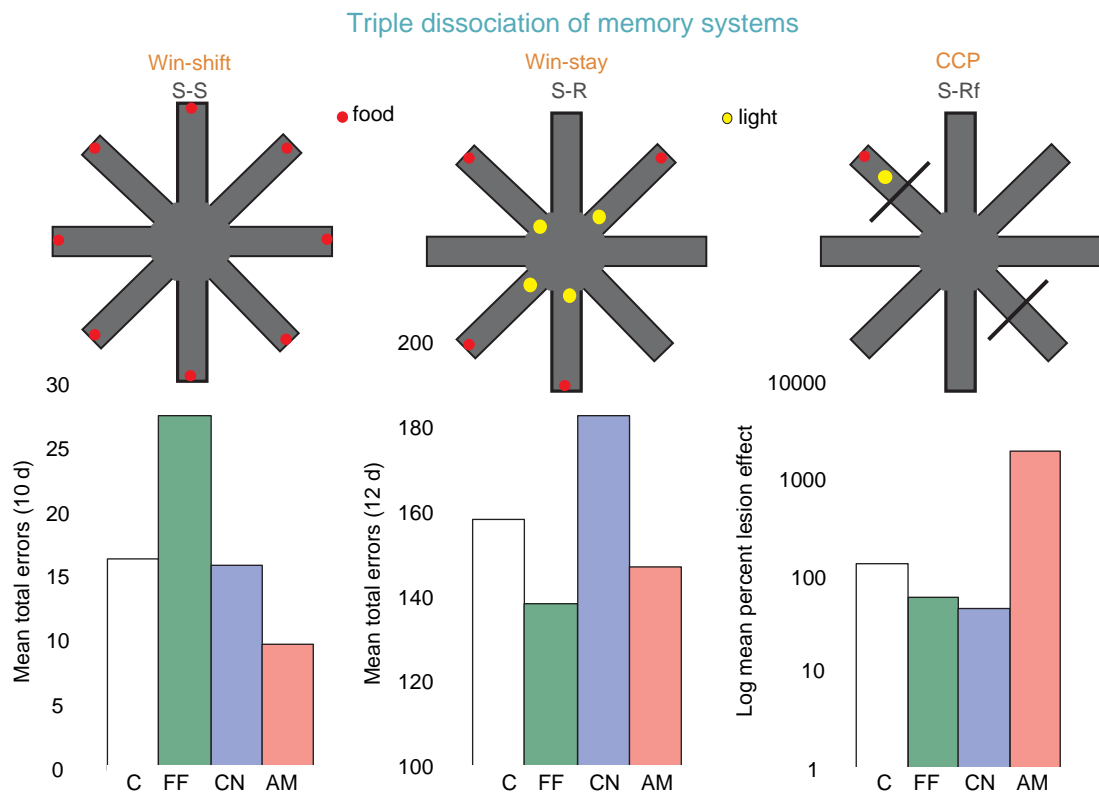 Triple dissociation of memory systems
Win-shift
S-S
food
Win-stay
S-R
light
CCP
S-Rf
Mean total errors (10 d)
30
25
20
15
10
5
0
C FF CN AM
Mean total errors (12 d)
200
180
160
140
120
100
C FF CN AM
Log mean percent lesion effect
10000
1000
100
10
1
C FF CN AM